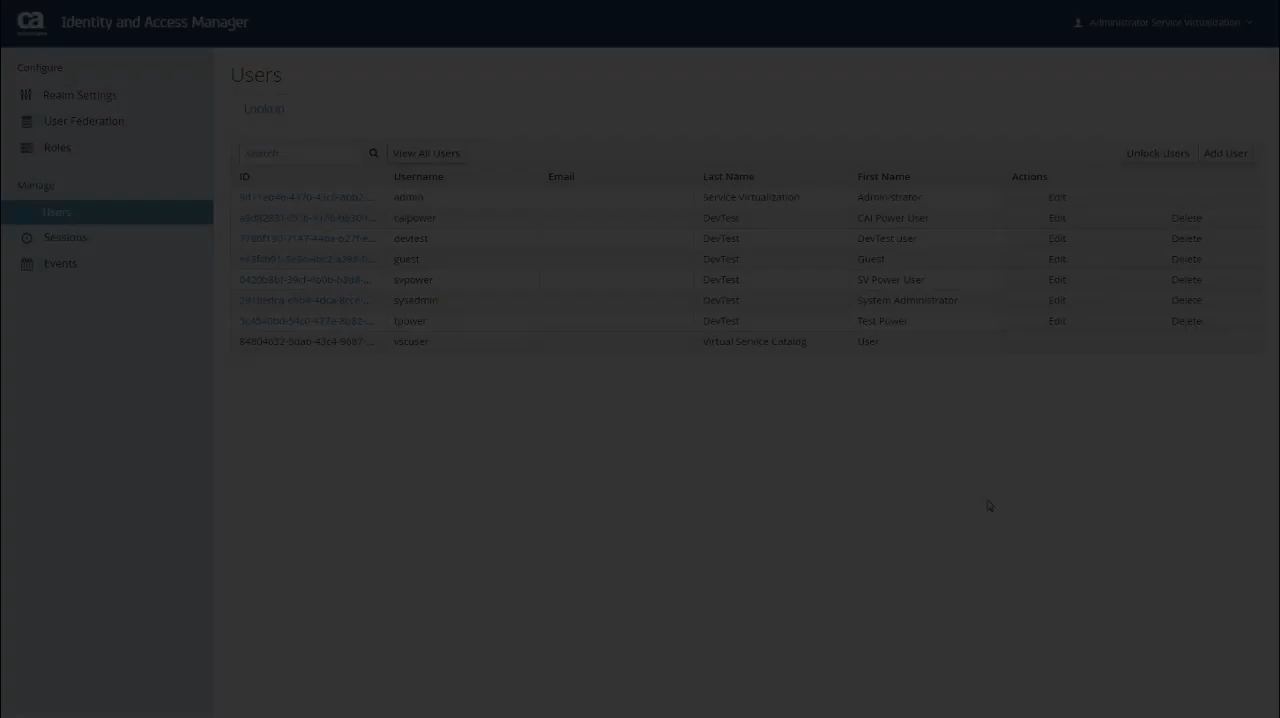 ca Identity and Access Manager
Administrator Service Virtualization
Configure
Realm Settings
User Federation
Roles
Manage
Users
Sessions
Events
Users
Lookup
Search... View All Users Unlock Users Add User
ID Username Email Last Name First Name Actions
admin Service Virtualization Administrator Edit
caipower DevTest CAI Power User Edit Delete
devtest DevTest DevTest user Edit Delete
guest DevTest Guest Edit Delete
svpower DevTest SV Power User Edit Delete
sysadmin DevTest System Administrator Edit Delete
tpower DevTest Test Power Edit Delete
vscuser Virtual Service Catalog User